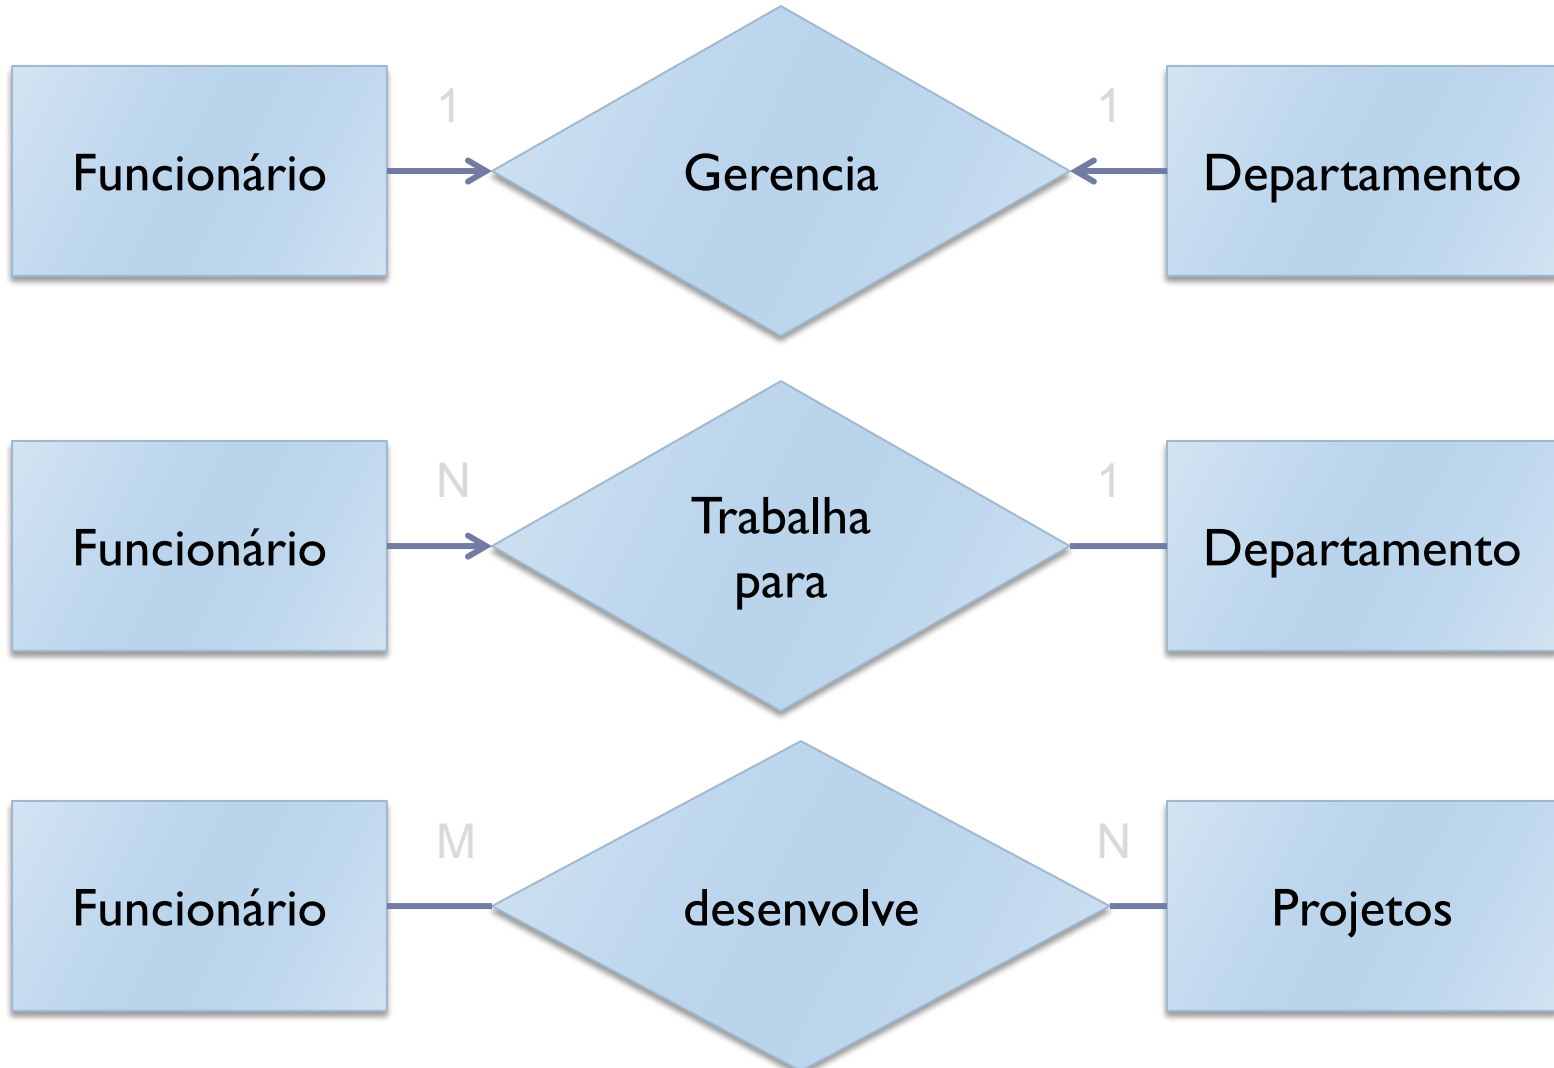 1 1
Funcionário Gerencia Departamento
N 1
Funcionário Trabalha para Departamento
M N
Funcionário desenvolve Projetos